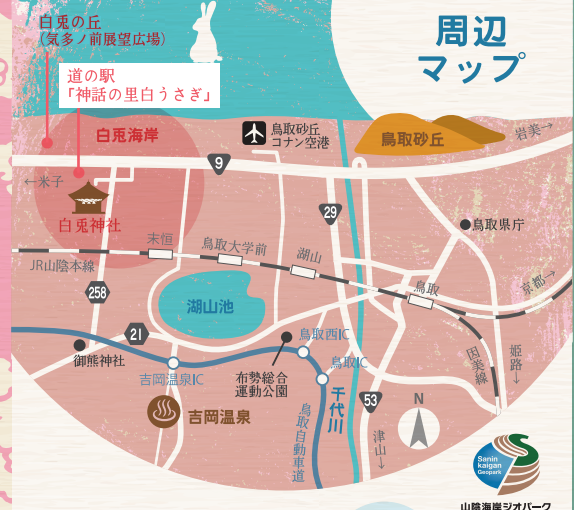 白兎の丘
（気多ノ前展望広場）
周辺
マップ
道の駅
「神話の里白うさぎ」
白兎海岸
鳥取砂丘
コナン空港
鳥取砂丘
岩美→
←米子
9
白兎神社
29
鳥取県庁
末恒
鳥取大学前
湖山
鳥取
JR山陰本線
京都→
258
湖山池
21
御熊神社
鳥取西IC
鳥取IC
吉岡温泉IC
布勢総合
運動公園
因美線
姫路→
千代川
53
N
吉岡温泉
鳥取自動車道
津山→
Sanin
kaigan
Geopark
山陰海岸ジオパーク